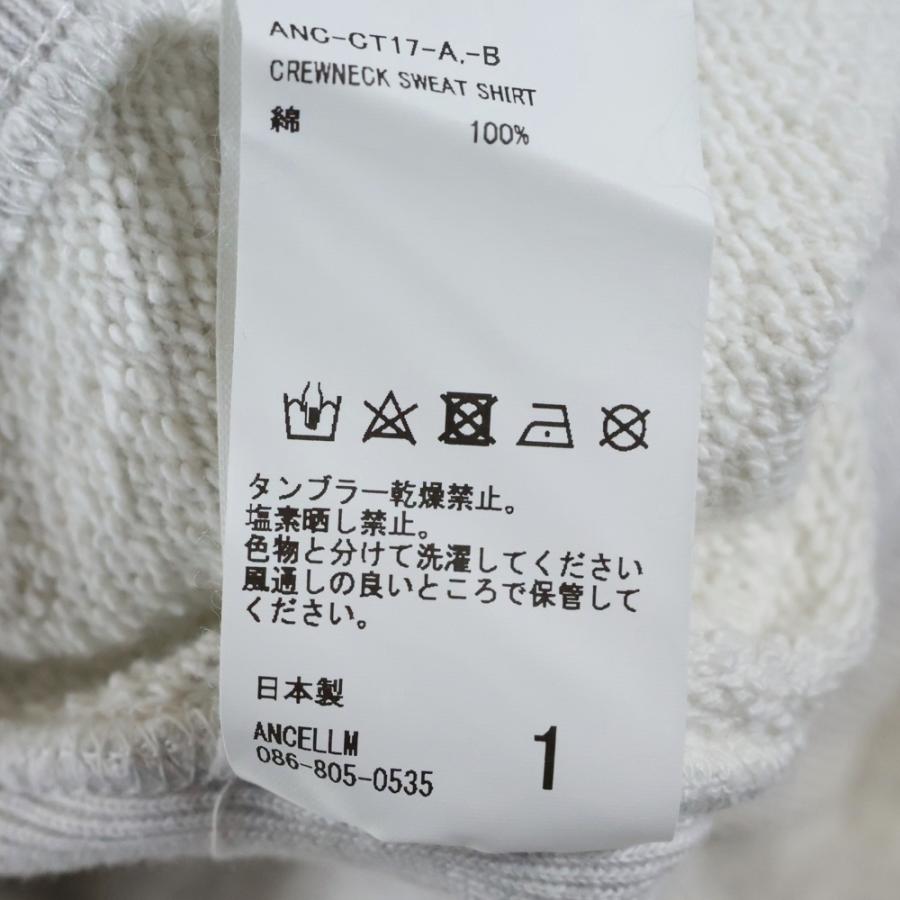 ANC-CT17-A,-B
CREWNECK SWEAT SHIRT
綿 100%
タンブラー乾燥禁止。
塩素晒し禁止。
色物と分けて洗濯してください
風通しの良いところで保管して
ください。
日本製
ANCELLM
086-805-0535
1